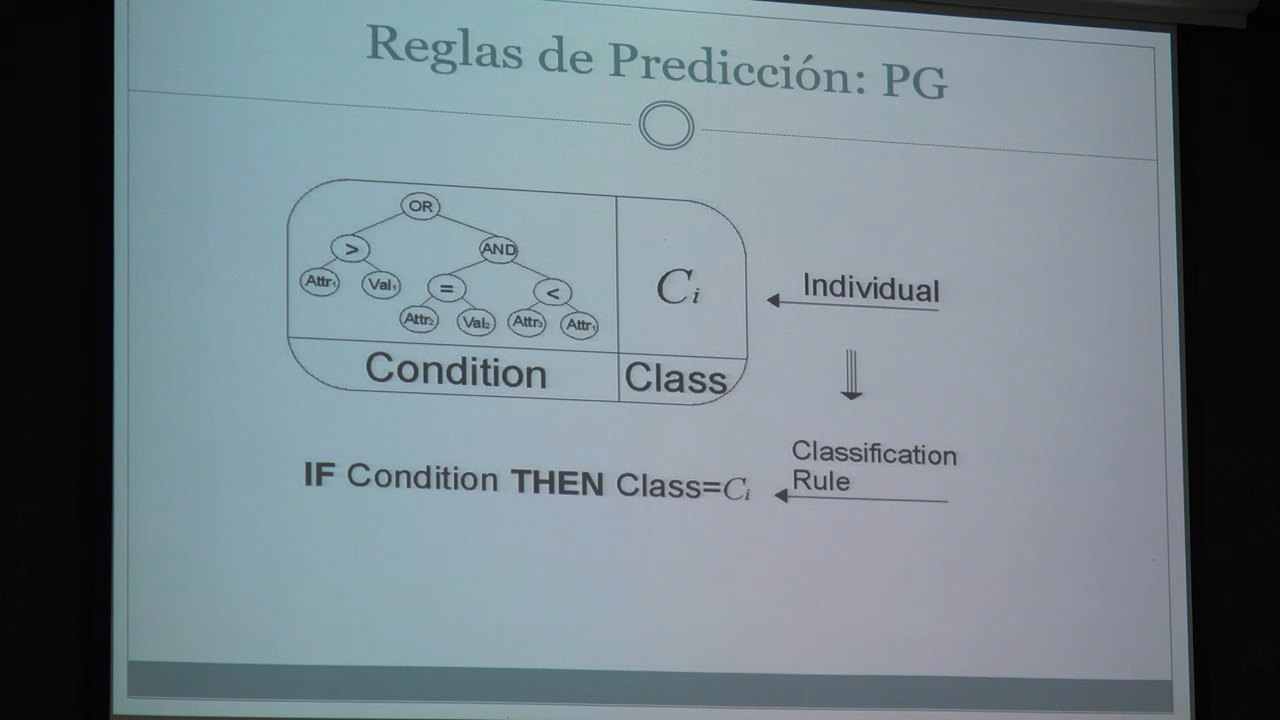 Reglas de Predicción: PG
OR
> AND
Attr₁ Val₁ = <
Attr₂ Val₂ Attr₃ Attr₁
Cᵢ
Condition Class
Individual
Classification
Rule
IF Condition THEN Class=Cᵢ